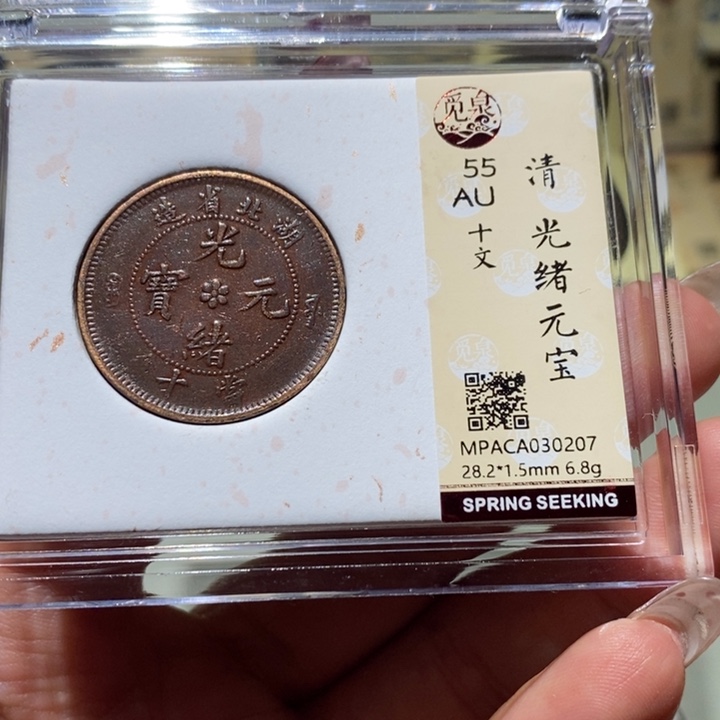 湖北省造
光緒元寶
當十
觅泉
55
AU
十文
清 光绪元宝
MPACA030207
28.2*1.5mm 6.8g
SPRING SEEKING